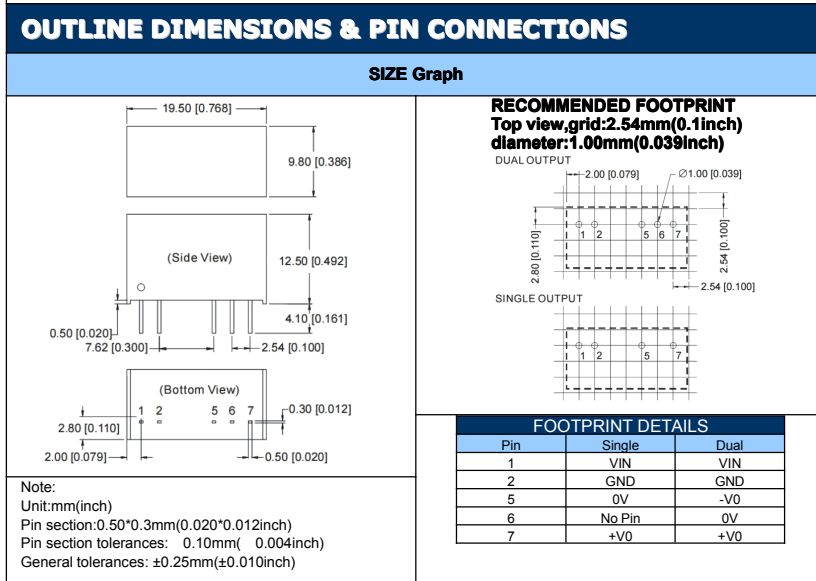 OUTLINE DIMENSIONS & PIN CONNECTIONS
SIZE Graph
19.50 [0.768]
9.80 [0.386]
(Side View)
12.50 [0.492]
4.10 [0.161]
0.50 [0.020]
7.62 [0.300]
2.54 [0.100]
(Bottom View)
1 2 5 6 7
0.30 [0.012]
2.80 [0.110]
2.00 [0.079]
0.50 [0.020]
Note:
Unit:mm(inch)
Pin section:0.50*0.3mm(0.020*0.012inch)
Pin section tolerances: 0.10mm( 0.004inch)
General tolerances: ±0.25mm(±0.010inch)
RECOMMENDED FOOTPRINT
Top view,grid:2.54mm(0.1inch)
diameter:1.00mm(0.039inch)
DUAL OUTPUT
2.00 [0.079]
∅1.00 [0.039]
1 2 5 6 7
2.80 [0.110]
2.54 [0.100]
2.54 [0.100]
SINGLE OUTPUT
1 2 5 7
FOOTPRINT DETAILS
Pin Single Dual
1 VIN VIN
2 GND GND
5 0V -V0
6 No Pin 0V
7 +V0 +V0